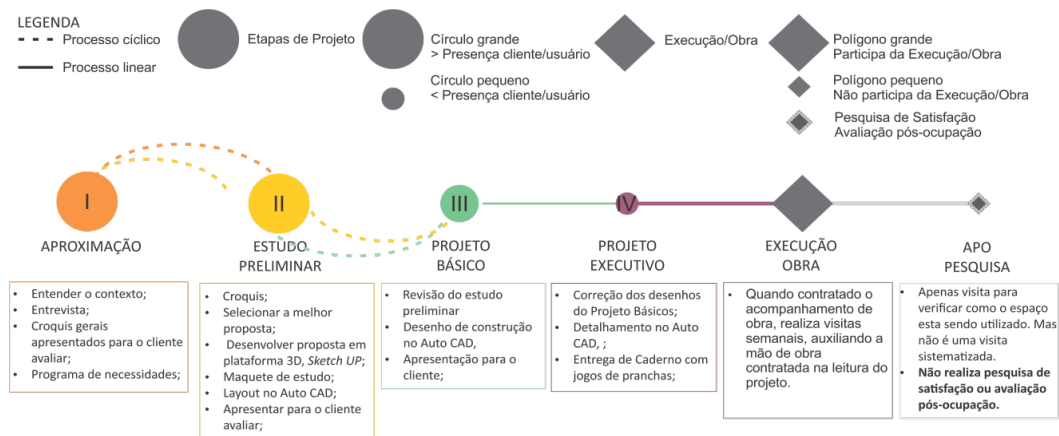 LEGENDA
Processo cíclico
Processo linear
Etapas de Projeto
Círculo grande
> Presença cliente/usuário
Círculo pequeno
< Presença cliente/usuário
Execução/Obra
Polígono grande
Participa da Execução/Obra
Polígono pequeno
Não participa da Execução/Obra
Pesquisa de Satisfação
Avaliação pós-ocupação
I
II
III
IV
APROXIMAÇÃO
ESTUDO
PRELIMINAR
PROJETO
BÁSICO
PROJETO
EXECUTIVO
EXECUÇÃO
OBRA
APO
PESQUISA
• Entender o contexto;
• Entrevista;
• Croquis gerais
apresentados para o cliente
avaliar;
• Programa de necessidades;
• Croquis;
• Selecionar a melhor
proposta;
• Desenvolver proposta em
plataforma 3D, Sketch UP;
• Maquete de estudo;
• Layout no Auto CAD;
• Apresentar para o cliente
avaliar;
• Revisão do estudo
preliminar
• Desenho de construção
no Auto CAD,
• Apresentação para o
cliente;
• Correção dos desenhos
do Projeto Básicos;
• Detalhamento no Auto
CAD, ;
• Entrega de Caderno com
jogos de pranchas;
• Quando contratado o
acompanhamento de
obra, realiza visitas
semanais, auxiliando a
mão de obra
contratada na leitura do
projeto.
• Apenas visita para
verificar como o espaço
esta sendo utilizado. Mas
não é uma visita
sistematizada.
• Não realiza pesquisa de
satisfação ou avaliação
pós-ocupação.